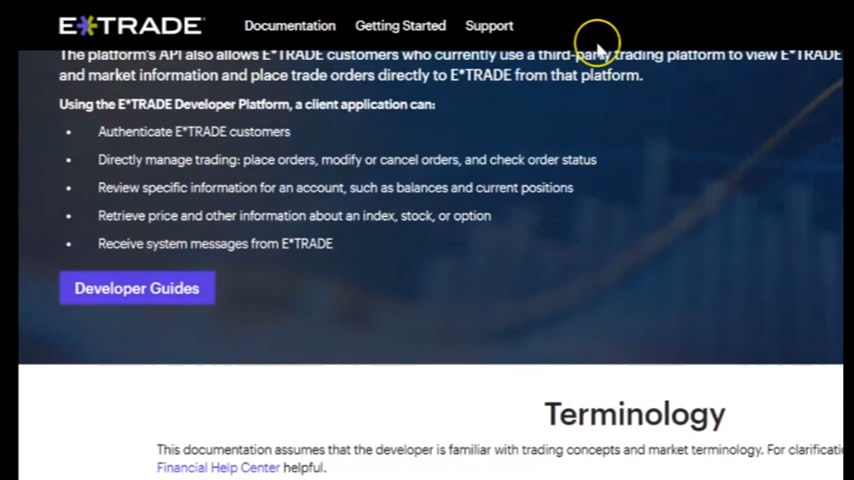 E*TRADE
Documentation Getting Started Support
The platform's API also allows E*TRADE customers who currently use a third-party trading platform to view E*TRADE
and market information and place trade orders directly to E*TRADE from that platform.
Using the E*TRADE Developer Platform, a client application can:
• Authenticate E*TRADE customers
• Directly manage trading: place orders, modify or cancel orders, and check order status
• Review specific information for an account, such as balances and current positions
• Retrieve price and other information about an index, stock, or option
• Receive system messages from E*TRADE
Developer Guides
Terminology
This documentation assumes that the developer is familiar with trading concepts and market terminology. For clarificatio
Financial Help Center helpful.